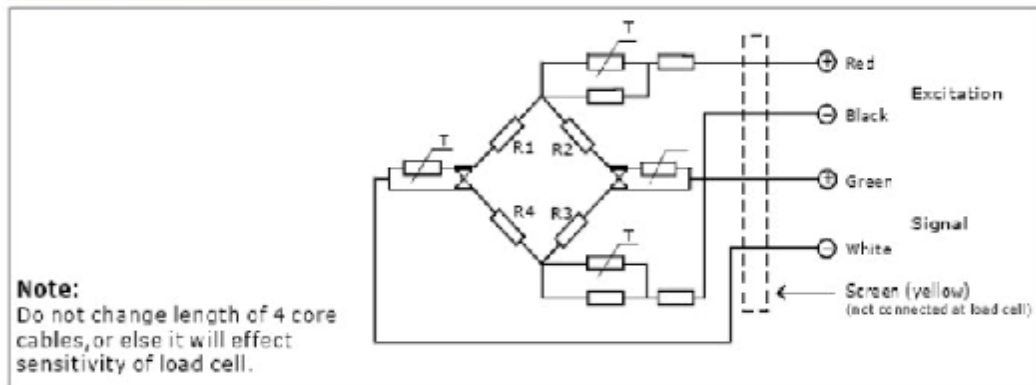 T
⊕ Red
Excitation
⊖ Black
T
R1
R2
⊕ Green
R4
R3
Signal
T
⊖ White
Note:
Do not change length of 4 core
cables,or else it will effect
sensitivity of load cell.
Screen (yellow)
(not connected at load cell)